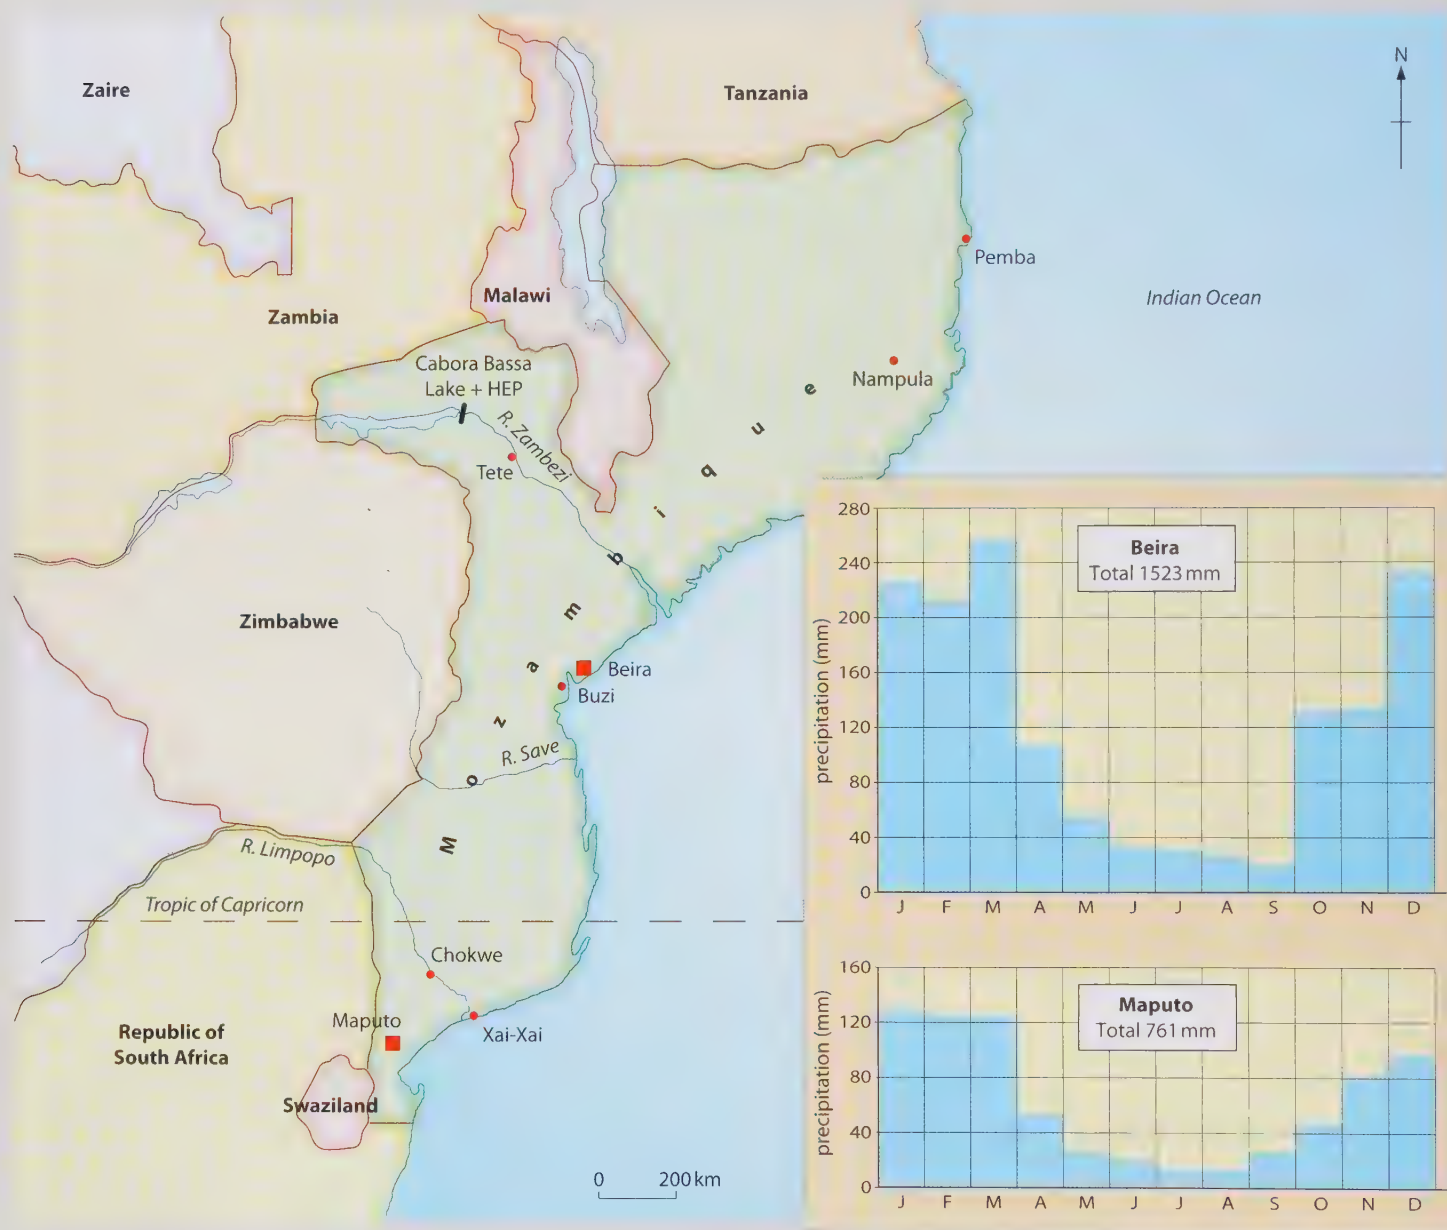 Zaire
Tanzania
N
Pemba
Malawi
Indian Ocean
Zambia
Cabora Bassa
Lake + HEP
Nampula
R. Zambezi
Tete
Mozambique
Zimbabwe
Beira
Buzi
R. Save
R. Limpopo
Tropic of Capricorn
Chokwe
Maputo
Xai-Xai
Republic of
South Africa
Swaziland
0 200 km
Beira
Total 1523 mm
precipitation (mm)
280
240
200
160
120
80
40
0
J F M A M J J A S O N D
Maputo
Total 761 mm
precipitation (mm)
160
120
80
40
0
J F M A M J J A S O N D